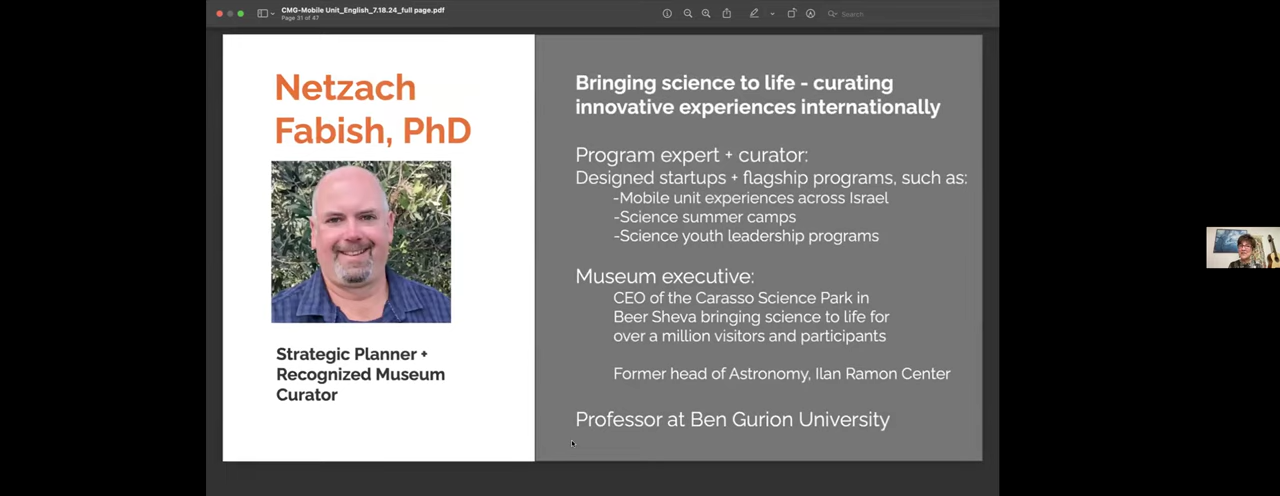 CMG-Mobile Unit_English_7.18.24_full page.pdf
Page 31 of 47
Search
Netzach
Fabish, PhD
Strategic Planner +
Recognized Museum
Curator
Bringing science to life - curating
innovative experiences internationally
Program expert + curator:
Designed startups + flagship programs, such as:
-Mobile unit experiences across Israel
-Science summer camps
-Science youth leadership programs
Museum executive:
CEO of the Carasso Science Park in
Beer Sheva bringing science to life for
over a million visitors and participants
Former head of Astronomy, Ilan Ramon Center
Professor at Ben Gurion University